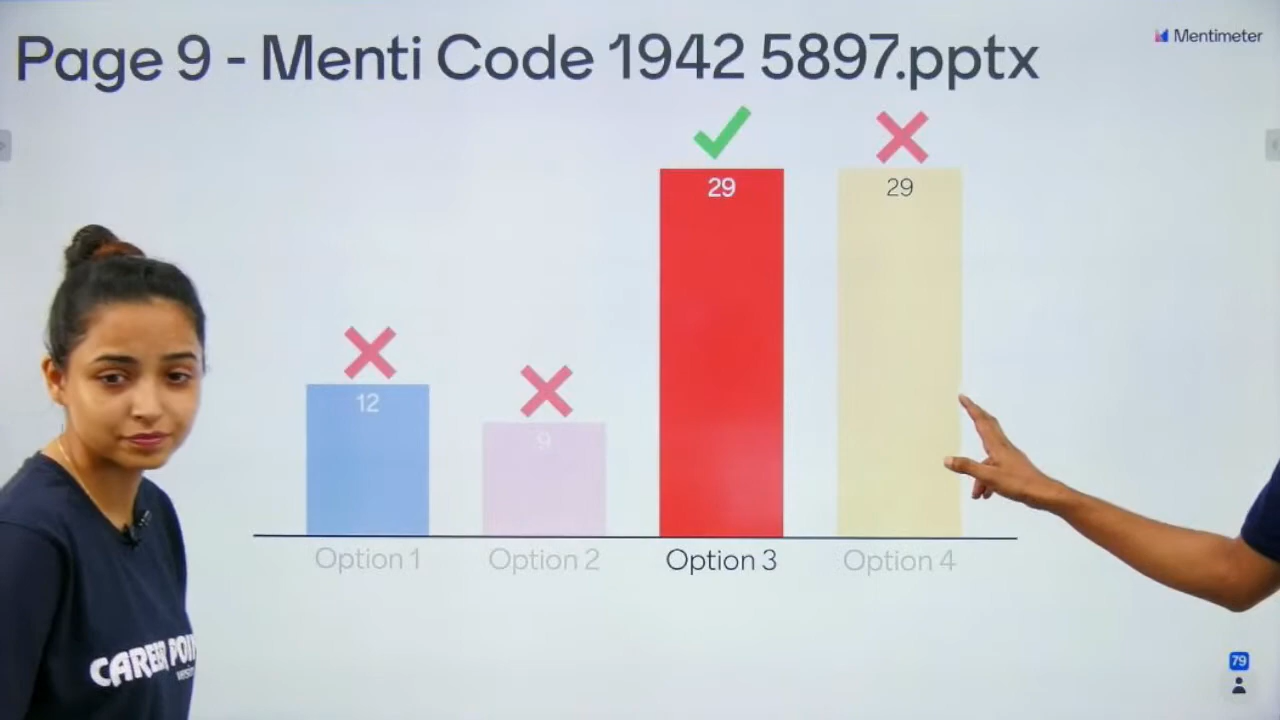 Page 9 - Menti Code 1942 5897.pptx
Mentimeter
29
29
12
9
Option 1
Option 2
Option 3
Option 4
CAREER POIN
79